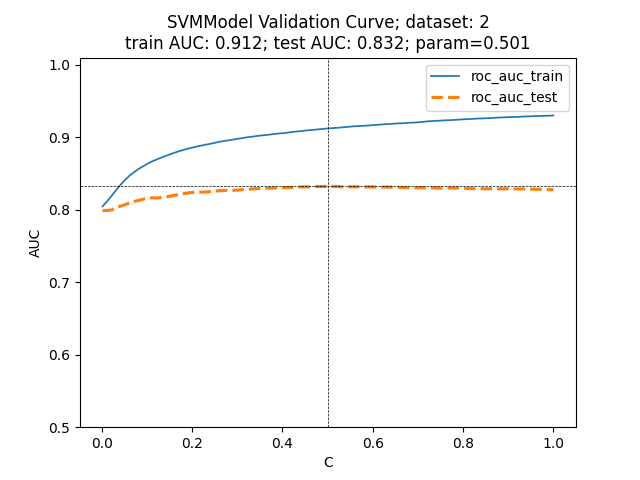 SVMModel Validation Curve; dataset: 2
train AUC: 0.912; test AUC: 0.832; param=0.501
roc_auc_train
roc_auc_test
AUC
1.0
0.9
0.8
0.7
0.6
0.5
0.0 0.2 0.4 0.6 0.8 1.0
C